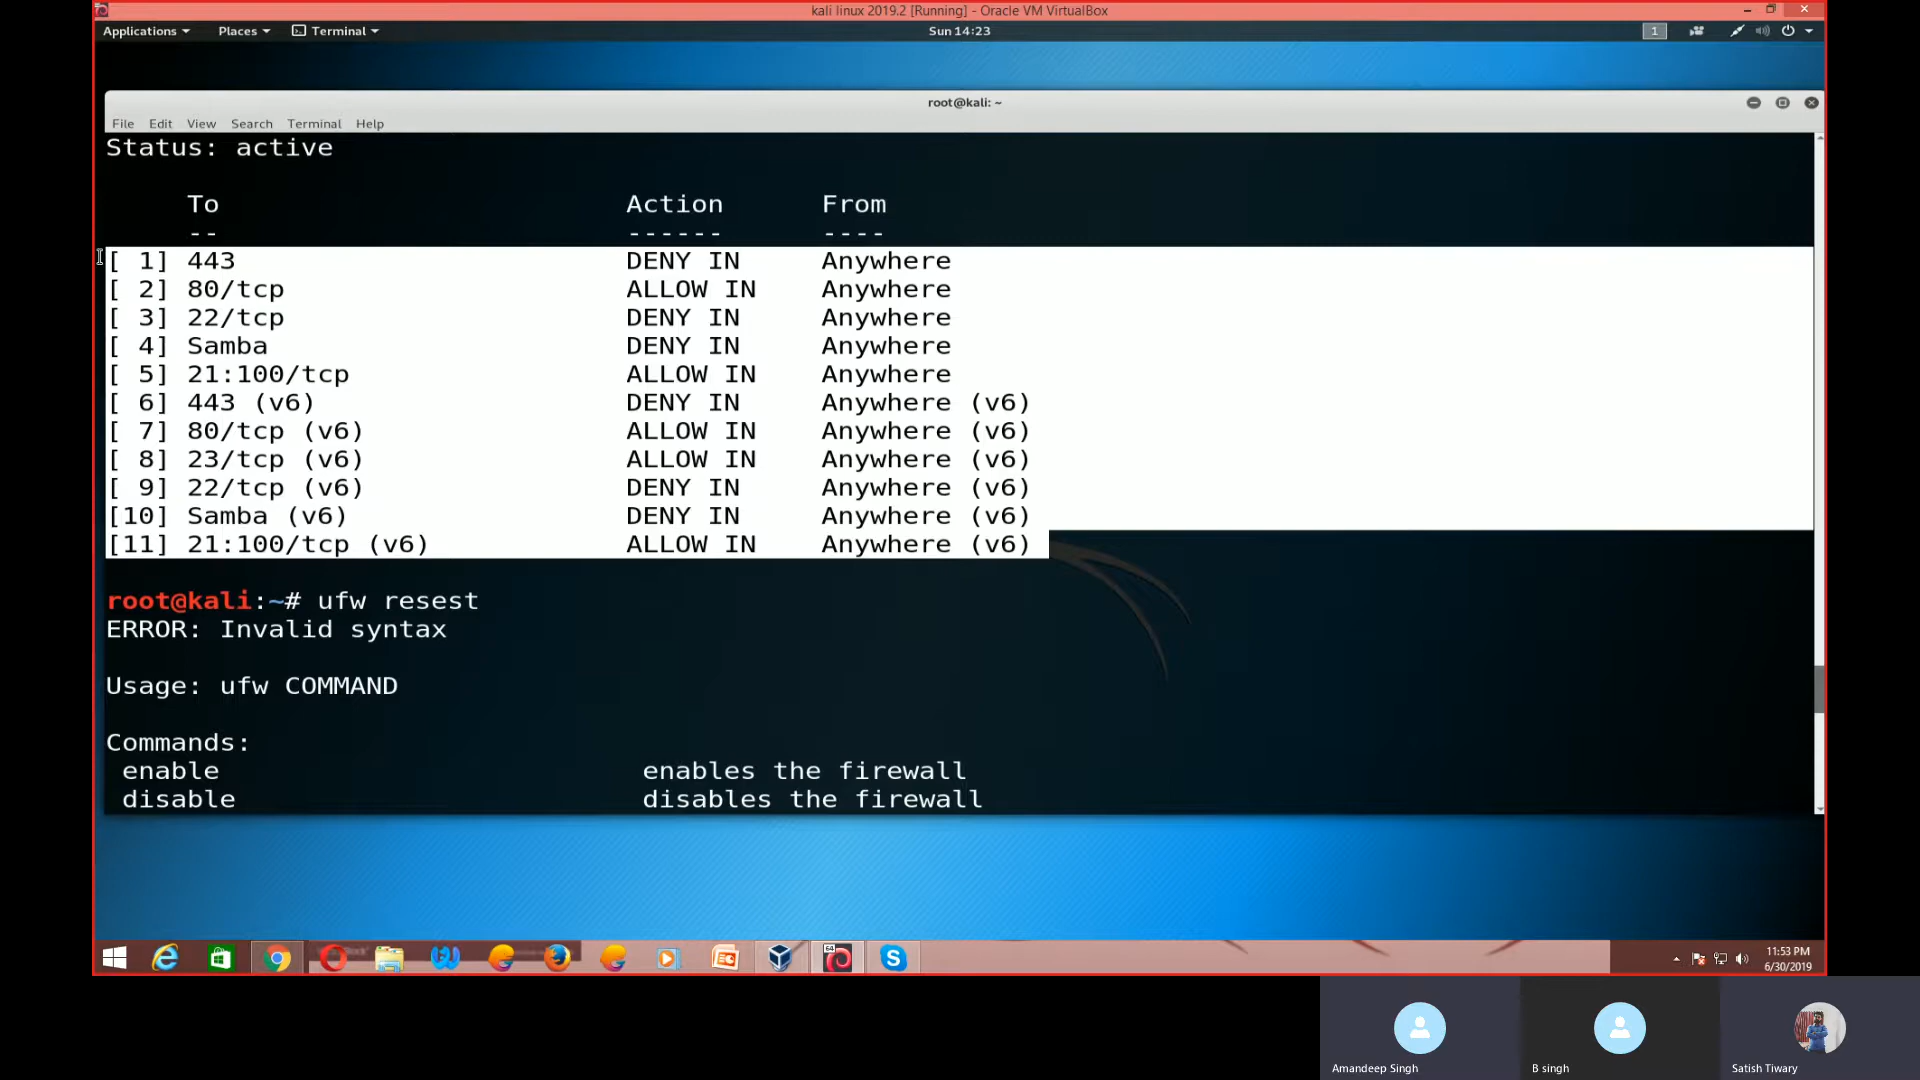 kali linux 2019.2 [Running] - Oracle VM VirtualBox
Applications Places Terminal Sun 14:23 1
root@kali: ~
File Edit View Search Terminal Help
Status: active
To Action From
-- ------ ----
[ 1] 443 DENY IN Anywhere
[ 2] 80/tcp ALLOW IN Anywhere
[ 3] 22/tcp DENY IN Anywhere
[ 4] Samba DENY IN Anywhere
[ 5] 21:100/tcp ALLOW IN Anywhere
[ 6] 443 (v6) DENY IN Anywhere (v6)
[ 7] 80/tcp (v6) ALLOW IN Anywhere (v6)
[ 8] 23/tcp (v6) ALLOW IN Anywhere (v6)
[ 9] 22/tcp (v6) DENY IN Anywhere (v6)
[10] Samba (v6) DENY IN Anywhere (v6)
[11] 21:100/tcp (v6) ALLOW IN Anywhere (v6)
root@kali:~# ufw resest
ERROR: Invalid syntax
Usage: ufw COMMAND
Commands:
enable enables the firewall
disable disables the firewall
64
11:53 PM
6/30/2019
Amandeep Singh B singh Satish Tiwary